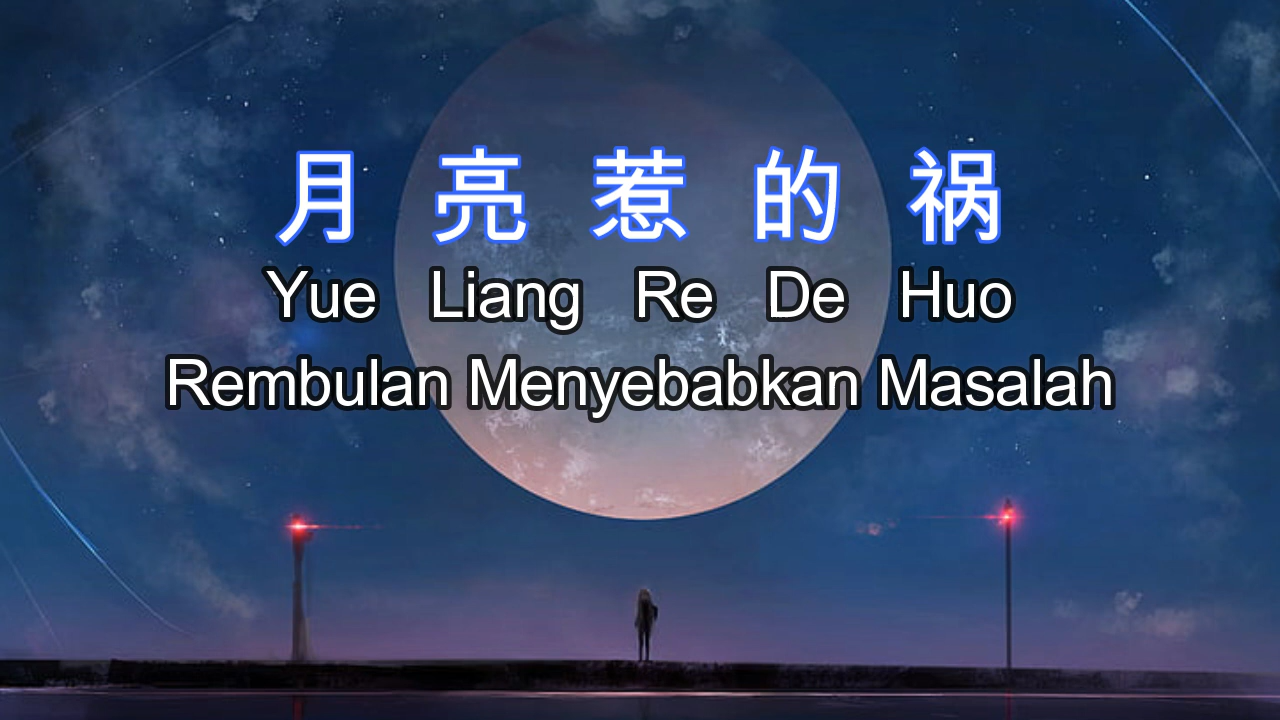 月 亮 惹 的 祸
Yue Liang Re De Huo
Rembulan Menyebabkan Masalah